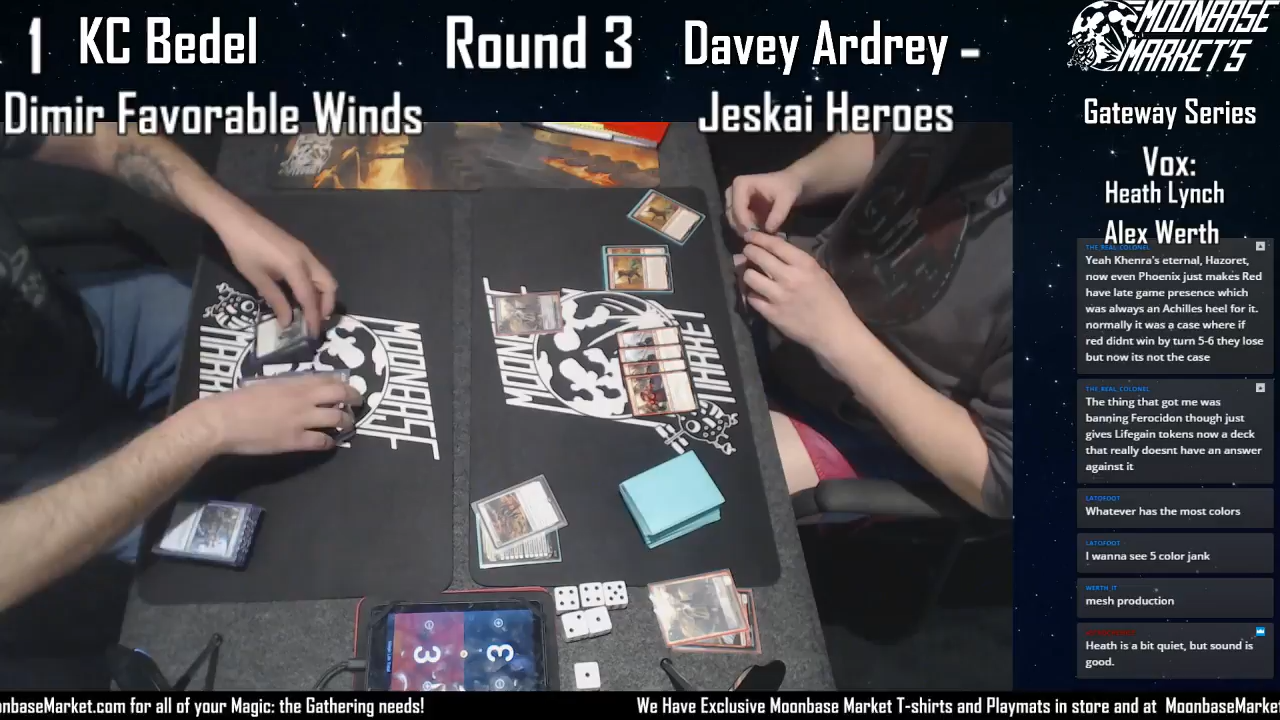 1 KC Bedel
Round 3
Davey Ardrey -
Dimir Favorable Winds
Jeskai Heroes
MOONBASE
MARKET'S
Gateway Series
Vox:
Heath Lynch
Alex Werth
THE_REAL_COLONEL
Yeah Khenra's eternal, Hazoret,
now even Phoenix just makes Red
have late game presence which
was always an Achilles heel for it.
normally it was a case where if
red didnt win by turn 5-6 they lose
but now its not the case
THE_REAL_COLONEL
The thing that got me was
banning Ferocidon though just
gives Lifegain tokens now a deck
that really doesnt have an answer
against it
LATOFOOT
Whatever has the most colors
LATOFOOT
I wanna see 5 color jank
WERTH_IT
mesh production
Heath is a bit quiet, but sound is
good.
MOONBASE
MARKET
3
3
onbaseMarket.com for all of your Magic: the Gathering needs!
We Have Exclusive Moonbase Market T-shirts and Playmats in store and at MoonbaseMarket